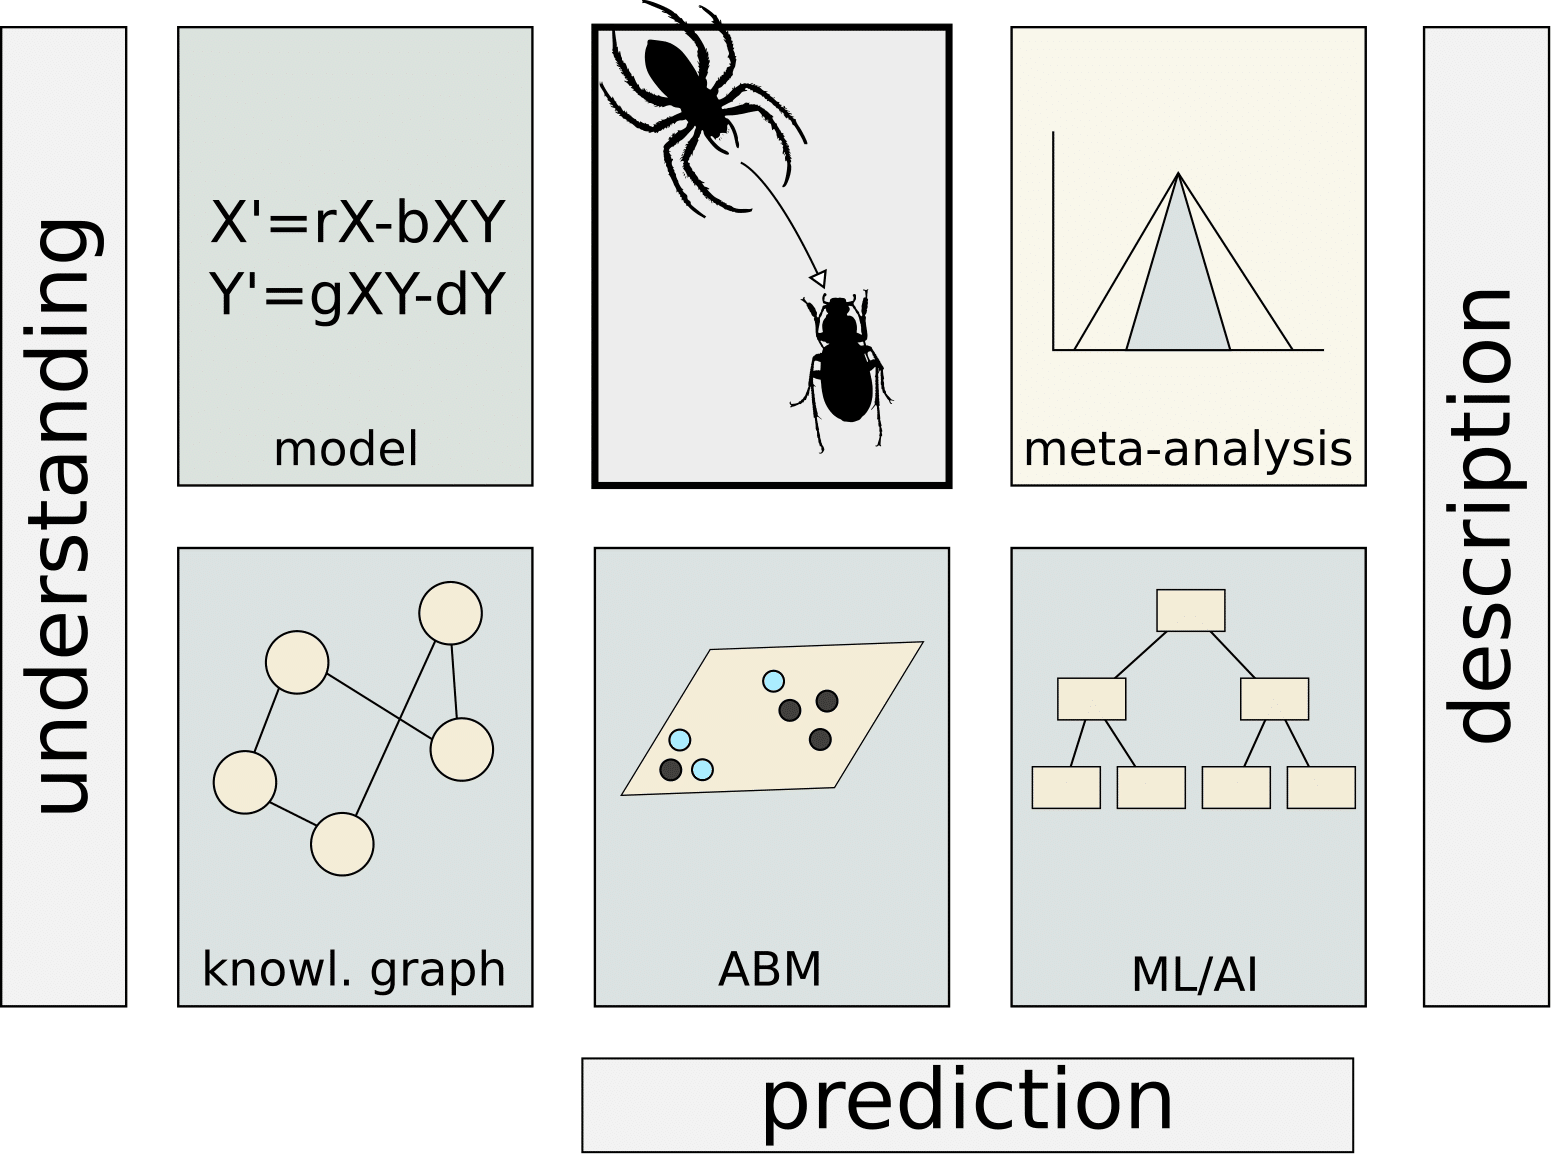 understanding
X'=rX-bXY
Y'=gXY-dY
model
meta-analysis
description
knowl. graph
ABM
ML/AI
prediction